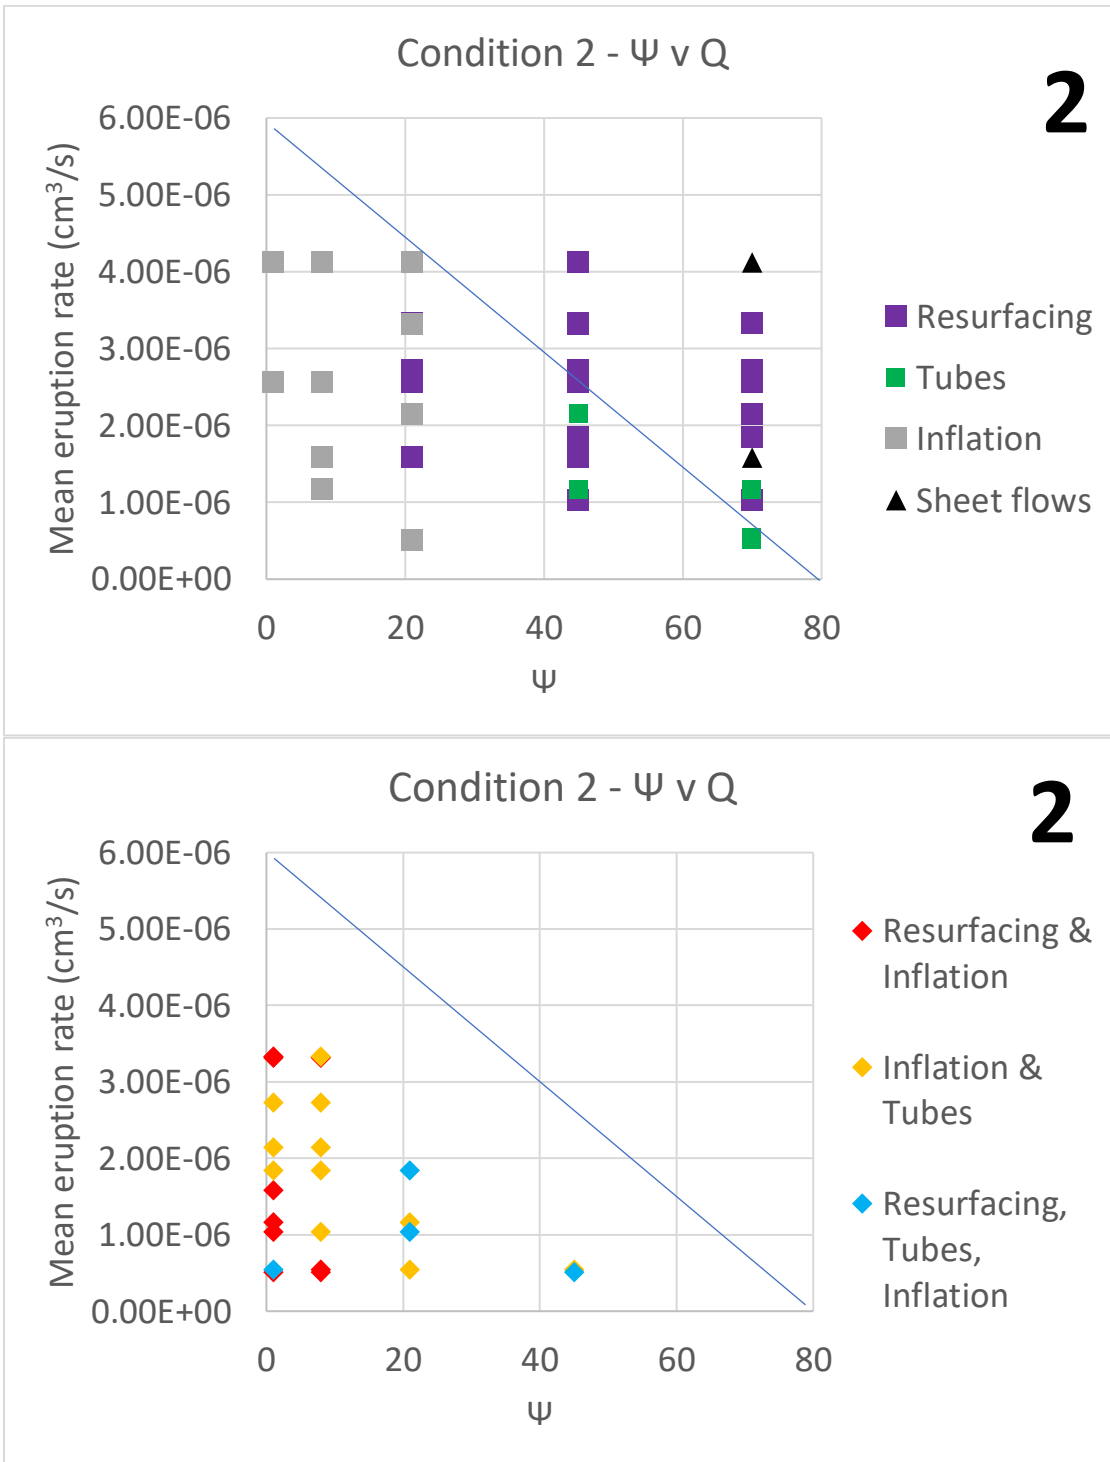 Condition 2 - Ψ v Q
2
6.00E-06
5.00E-06
4.00E-06
3.00E-06
2.00E-06
1.00E-06
0.00E+00
Mean eruption rate (cm³/s)
0 20 40 60 80
Ψ
Resurfacing
Tubes
Inflation
Sheet flows
Condition 2 - Ψ v Q
2
6.00E-06
5.00E-06
4.00E-06
3.00E-06
2.00E-06
1.00E-06
0.00E+00
Mean eruption rate (cm³/s)
0 20 40 60 80
Ψ
Resurfacing &
Inflation
Inflation &
Tubes
Resurfacing,
Tubes,
Inflation